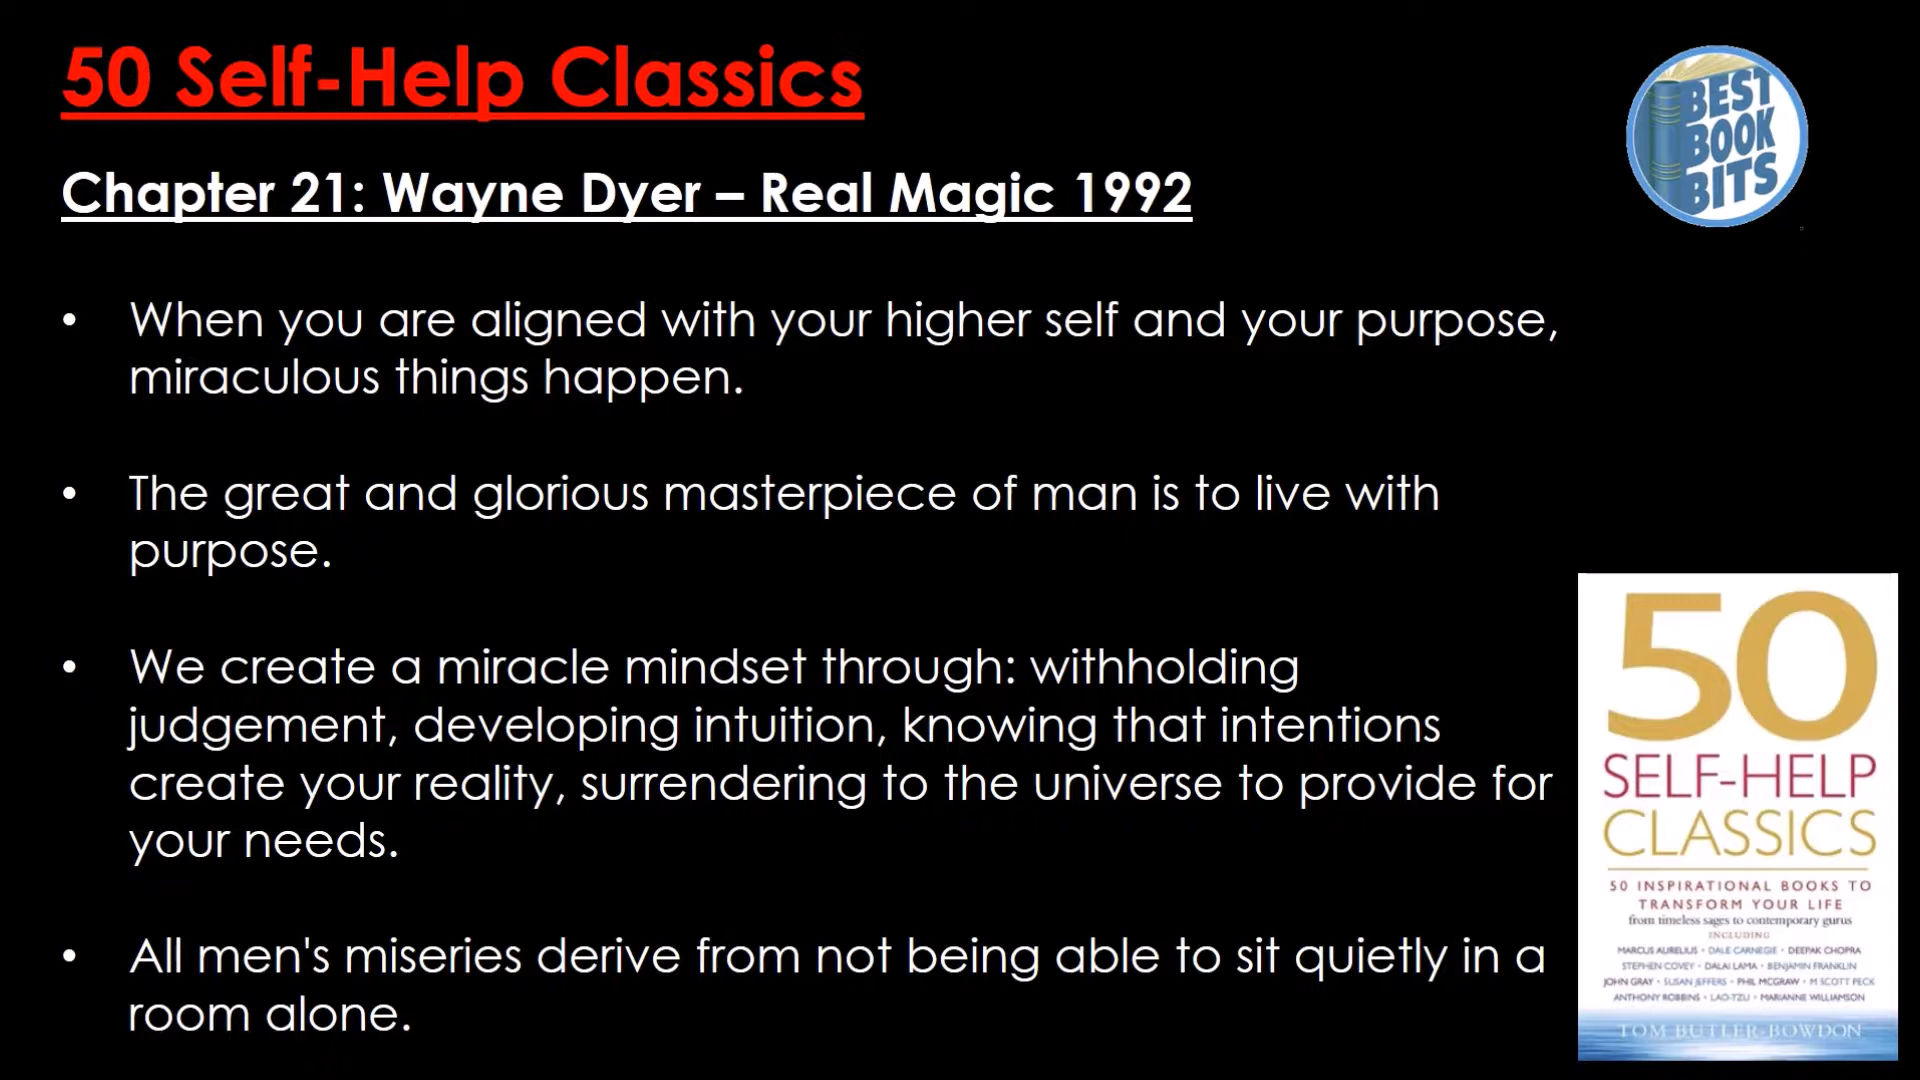 50 Self-Help Classics
BEST
BOOK
BITS
Chapter 21: Wayne Dyer – Real Magic 1992
• When you are aligned with your higher self and your purpose,
miraculous things happen.
• The great and glorious masterpiece of man is to live with
purpose.
• We create a miracle mindset through: withholding
judgement, developing intuition, knowing that intentions
create your reality, surrendering to the universe to provide for
your needs.
• All men's miseries derive from not being able to sit quietly in a
room alone.
50
SELF-HELP
CLASSICS
50 INSPIRATIONAL BOOKS TO
TRANSFORM YOUR LIFE
from timeless sages to contemporary gurus
INCLUDING
MARCUS AURELIUS • DALE CARNEGIE • DEEPAK CHOPRA
STEPHEN COVEY • DALAI LAMA • BENJAMIN FRANKLIN
JOHN GRAY • SUSAN JEFFERS • PHIL MCGRAW • M SCOTT PECK
ANTHONY ROBBINS • LAO-TZU • MARIANNE WILLIAMSON
TOM BUTLER-BOWDON